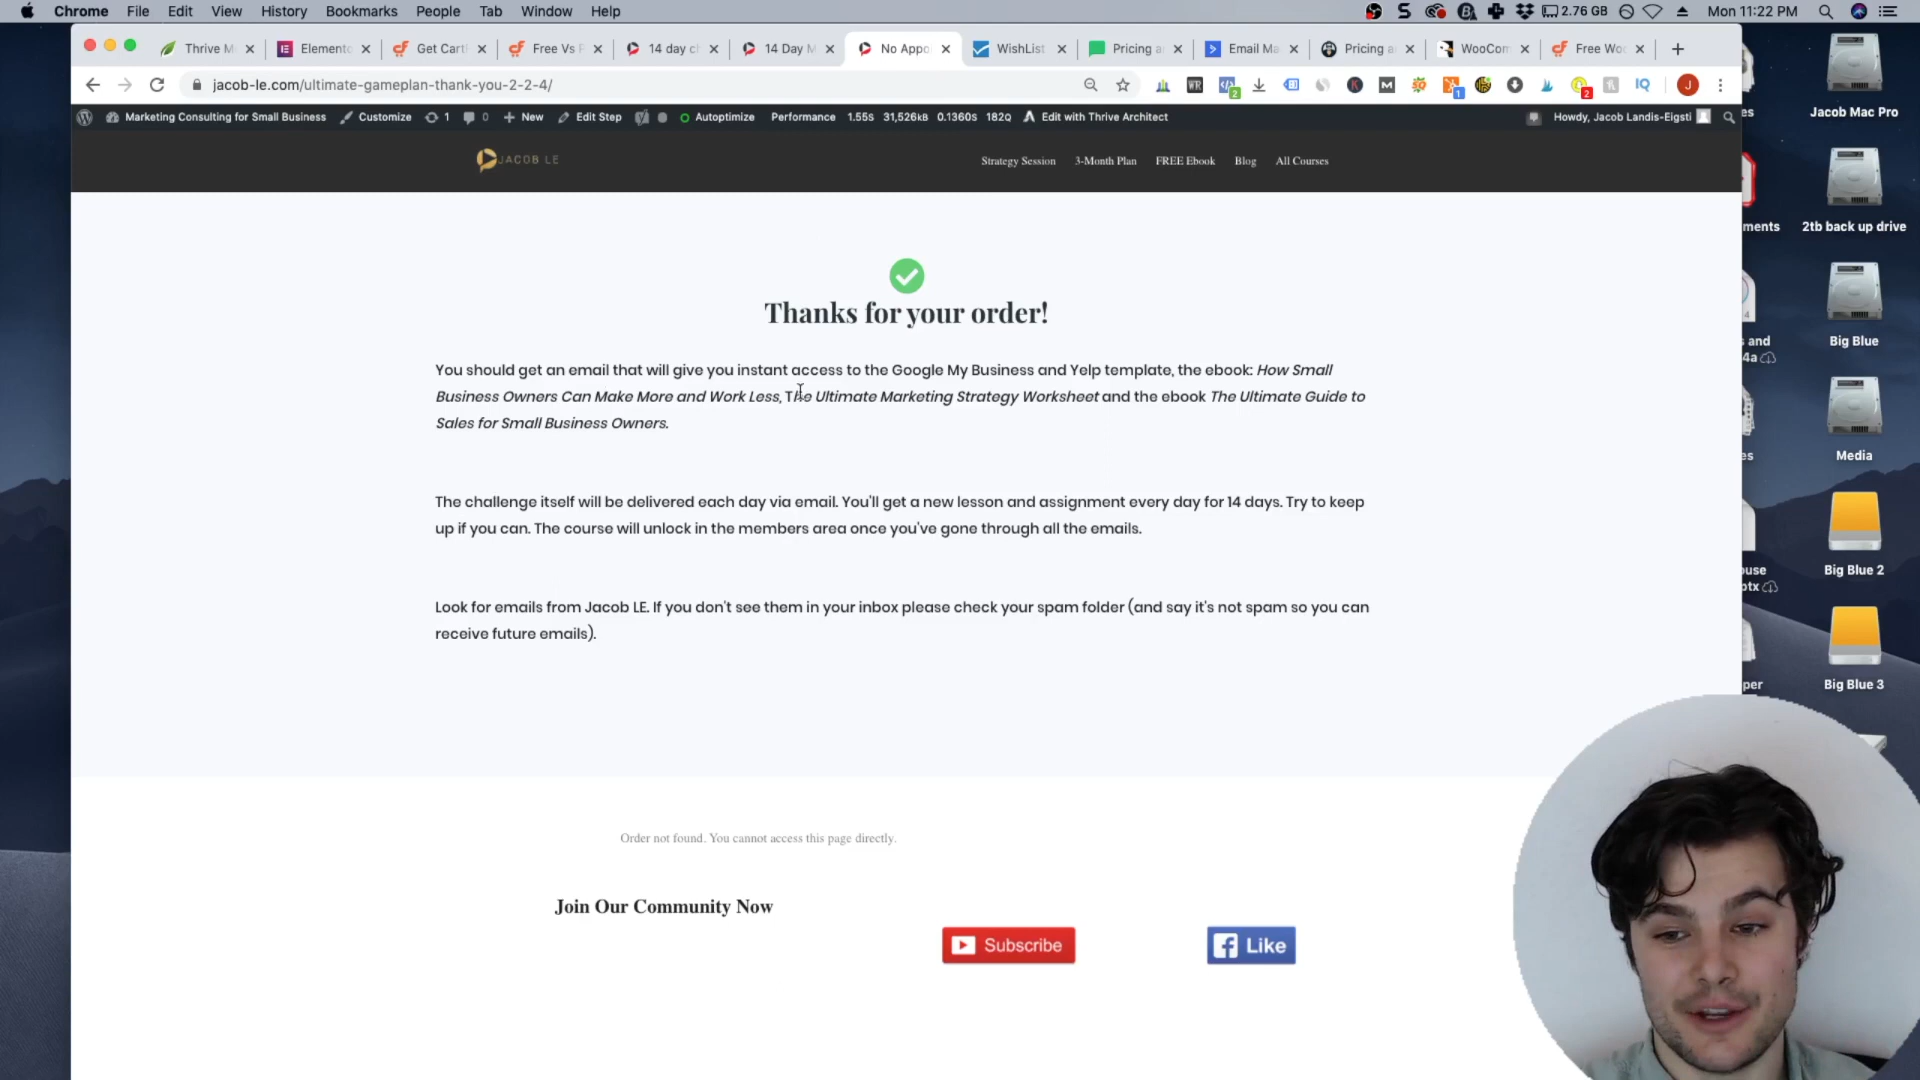 Chrome File Edit View History Bookmarks People Tab Window Help
2.76 GB Mon 11:22 PM
Thrive M Elemento Get Cart Free Vs F 14 day c 14 Day M No Appo WishList Pricing a Email Ma Pricing a WooCom Free Woo
jacob-le.com/ultimate-gameplan-thank-you-2-2-4/
Marketing Consulting for Small Business Customize 1 0 New Edit Step Autoptimize Performance 1.55s 31,526kB 0.1360s 182Q Edit with Thrive Architect Howdy, Jacob Landis-Eigsti
JACOB LE
Strategy Session 3-Month Plan FREE Ebook Blog All Courses
Thanks for your order!
You should get an email that will give you instant access to the Google My Business and Yelp template, the ebook: How Small
Business Owners Can Make More and Work Less, The Ultimate Marketing Strategy Worksheet and the ebook The Ultimate Guide to
Sales for Small Business Owners.
The challenge itself will be delivered each day via email. You'll get a new lesson and assignment every day for 14 days. Try to keep
up if you can. The course will unlock in the members area once you've gone through all the emails.
Look for emails from Jacob LE. If you don't see them in your inbox please check your spam folder (and say it's not spam so you can
receive future emails).
Order not found. You cannot access this page directly.
Join Our Community Now
Subscribe
Like
Jacob Mac Pro
2tb back up drive
Big Blue
Media
Big Blue 2
Big Blue 3